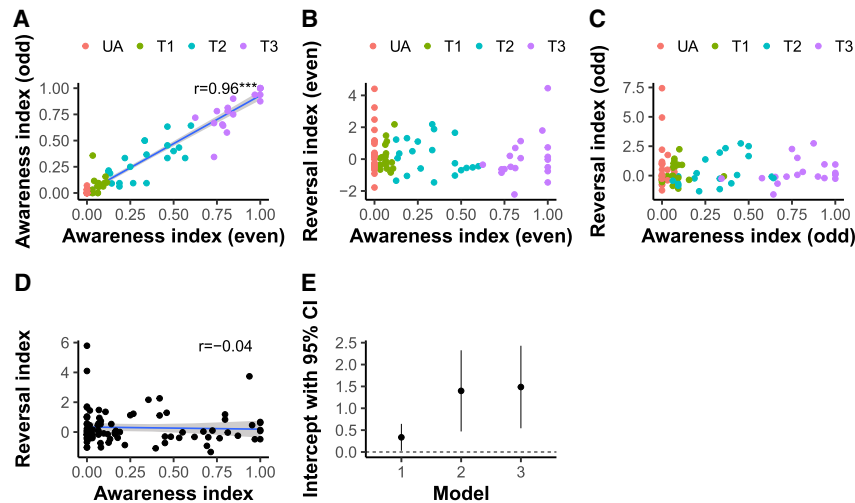 A
UA T1 T2 T3
Awareness index (odd)
1.00
0.75
0.50
0.25
0.00
r=0.96***
0.00 0.25 0.50 0.75 1.00
Awareness index (even)
B
UA T1 T2 T3
Reversal index (even)
4
2
0
−2
0.00 0.25 0.50 0.75 1.00
Awareness index (even)
C
UA T1 T2 T3
Reversal index (odd)
7.5
5.0
2.5
0.0
0.00 0.25 0.50 0.75 1.00
Awareness index (odd)
D
Reversal index
6
4
2
0
r=−0.04
0.00 0.25 0.50 0.75 1.00
Awareness index
E
Intercept with 95% CI
2.5
2.0
1.5
1.0
0.5
0.0
1 2 3
Model